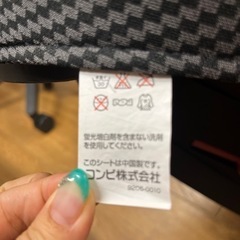 蛍光増白剤を含まない洗剤
を使用してください。
このシートは中国製です。
コンビ株式会社
9206-0010